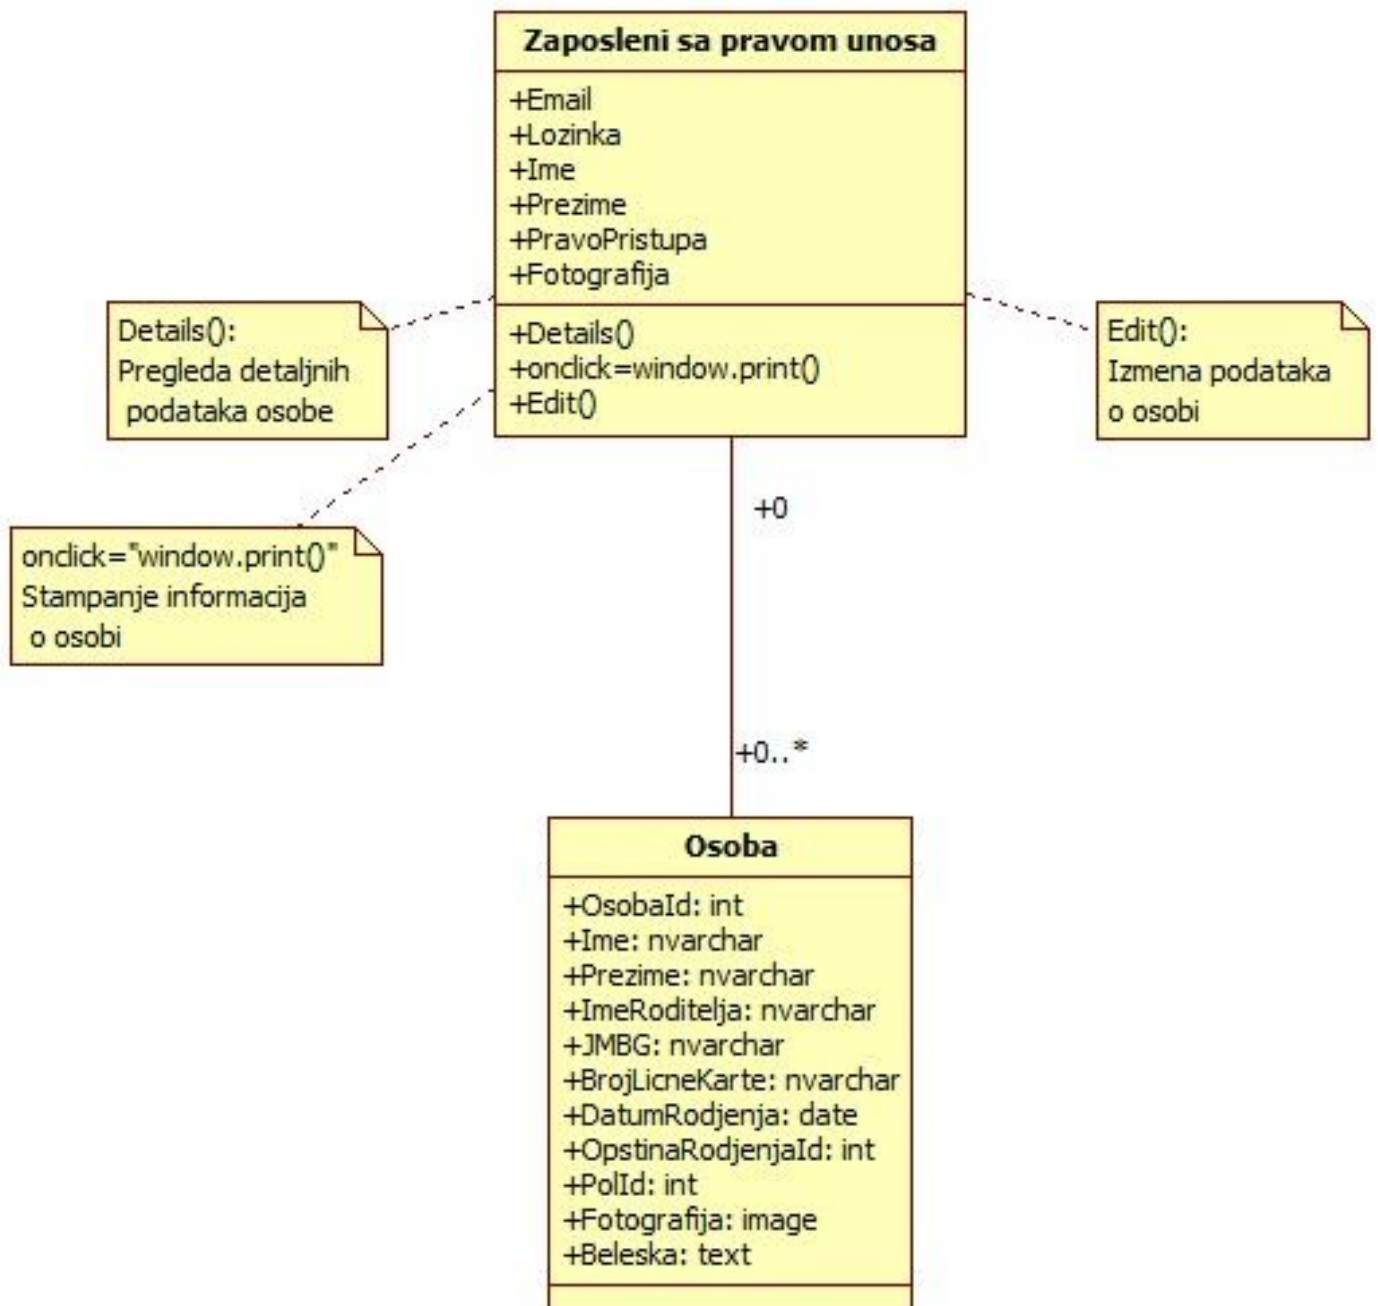 Zaposleni sa pravom unosa
+Email
+Lozinka
+Ime
+Prezime
+PravoPristupa
+Fotografija
+Details()
+onclick=window.print()
+Edit()
Details():
Pregleda detaljnih
podataka osobe
Edit():
Izmena podataka
o osobi
onclick="window.print()"
Stampanje informacija
o osobi
+0
+0..*
Osoba
+OsobaId: int
+Ime: nvarchar
+Prezime: nvarchar
+ImeRoditelja: nvarchar
+JMBG: nvarchar
+BrojLicneKarte: nvarchar
+DatumRodjenja: date
+OpstinaRodjenjaId: int
+PolId: int
+Fotografija: image
+Beleska: text